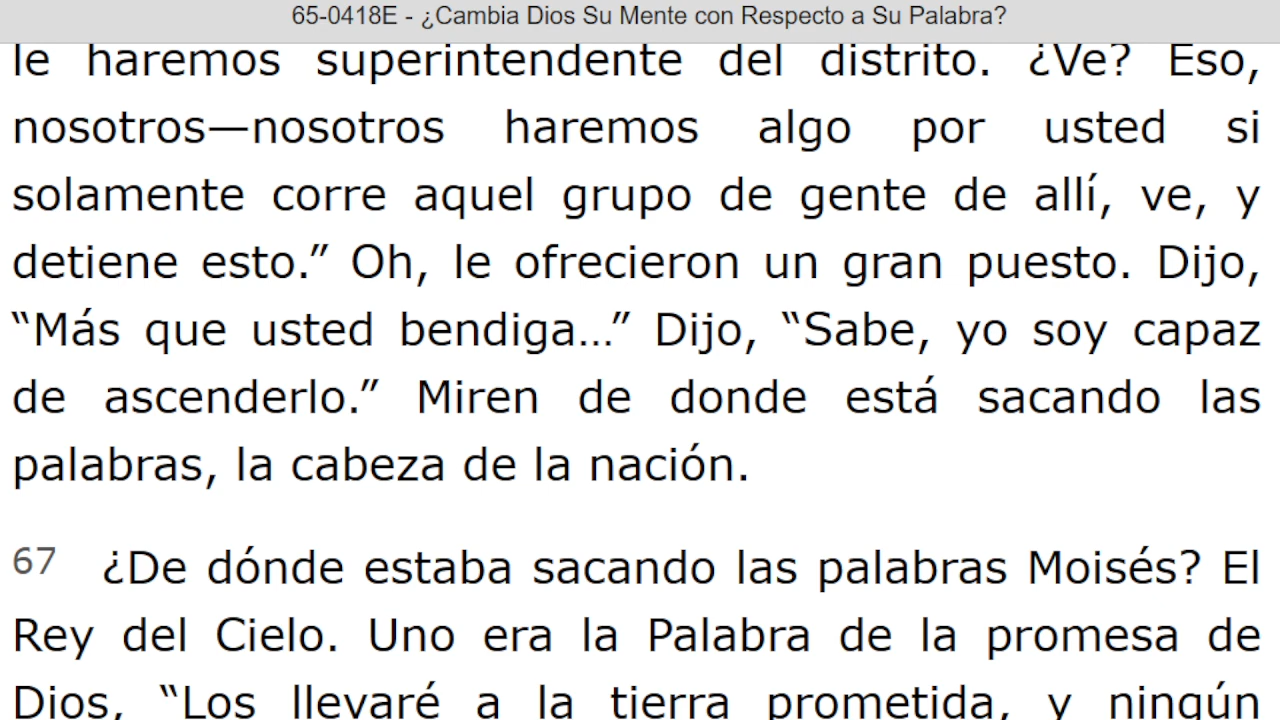 65-0418E - ¿Cambia Dios Su Mente con Respecto a Su Palabra?
le haremos superintendente del distrito. ¿Ve? Eso,
nosotros—nosotros haremos algo por usted si
solamente corre aquel grupo de gente de allí, ve, y
detiene esto.” Oh, le ofrecieron un gran puesto. Dijo,
“Más que usted bendiga…” Dijo, “Sabe, yo soy capaz
de ascenderlo.” Miren de donde está sacando las
palabras, la cabeza de la nación.
67 ¿De dónde estaba sacando las palabras Moisés? El
Rey del Cielo. Uno era la Palabra de la promesa de
Dios, “Los llevaré a la tierra prometida, y ningún